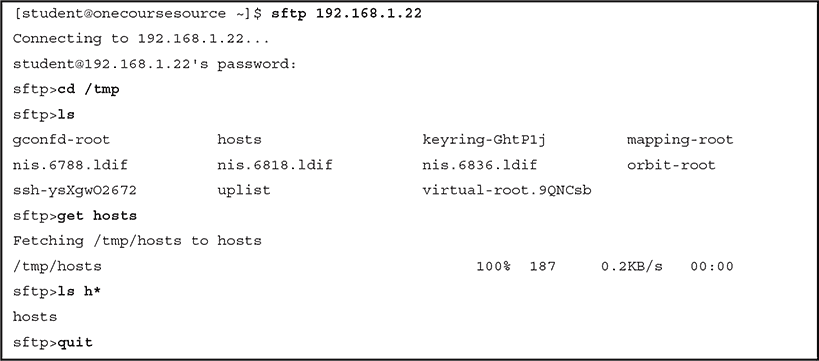 [student@onecoursesource ~]$ sftp 192.168.1.22
Connecting to 192.168.1.22...
student@192.168.1.22's password:
sftp>cd /tmp
sftp>ls
gconfd-root hosts keyring-GhtP1j mapping-root
nis.6788.ldif nis.6818.ldif nis.6836.ldif orbit-root
ssh-ysXgwO2672 uplist virtual-root.9QNCsb
sftp>get hosts
Fetching /tmp/hosts to hosts
/tmp/hosts 100% 187 0.2KB/s 00:00
sftp>ls h*
hosts
sftp>quit